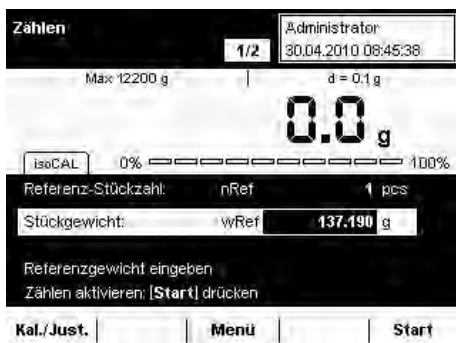 Zählen
1/2
Administrator
30.04.2010 08:45:38
Max 12200 g
d = 0.1 g
0.0 g
isoCAL 0% 100%
Referenz-Stückzahl: nRef 1 pcs
Stückgewicht: wRef 137.190 g
Referenzgewicht eingeben
Zählen aktivieren: [Start] drücken
Kal./Just. Menü Start